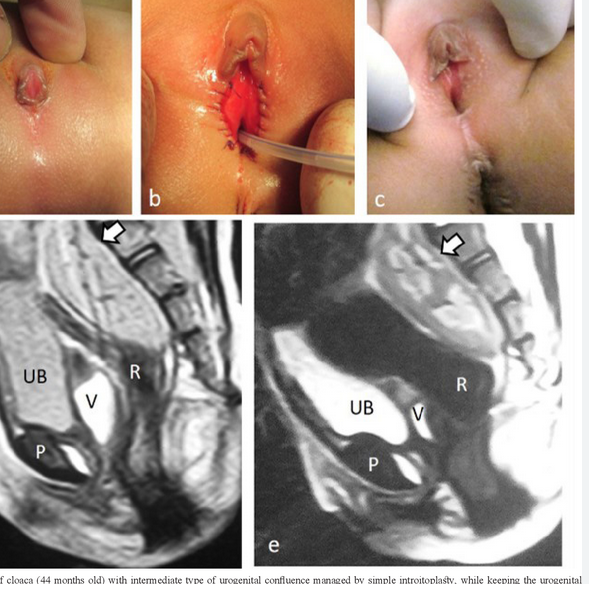 b
c
UB
R
V
P
R
UB
V
P
e
f cloaca (44 months old) with intermediate type of urogenital confluence managed by simple introitoplasty, while keeping the urogenital